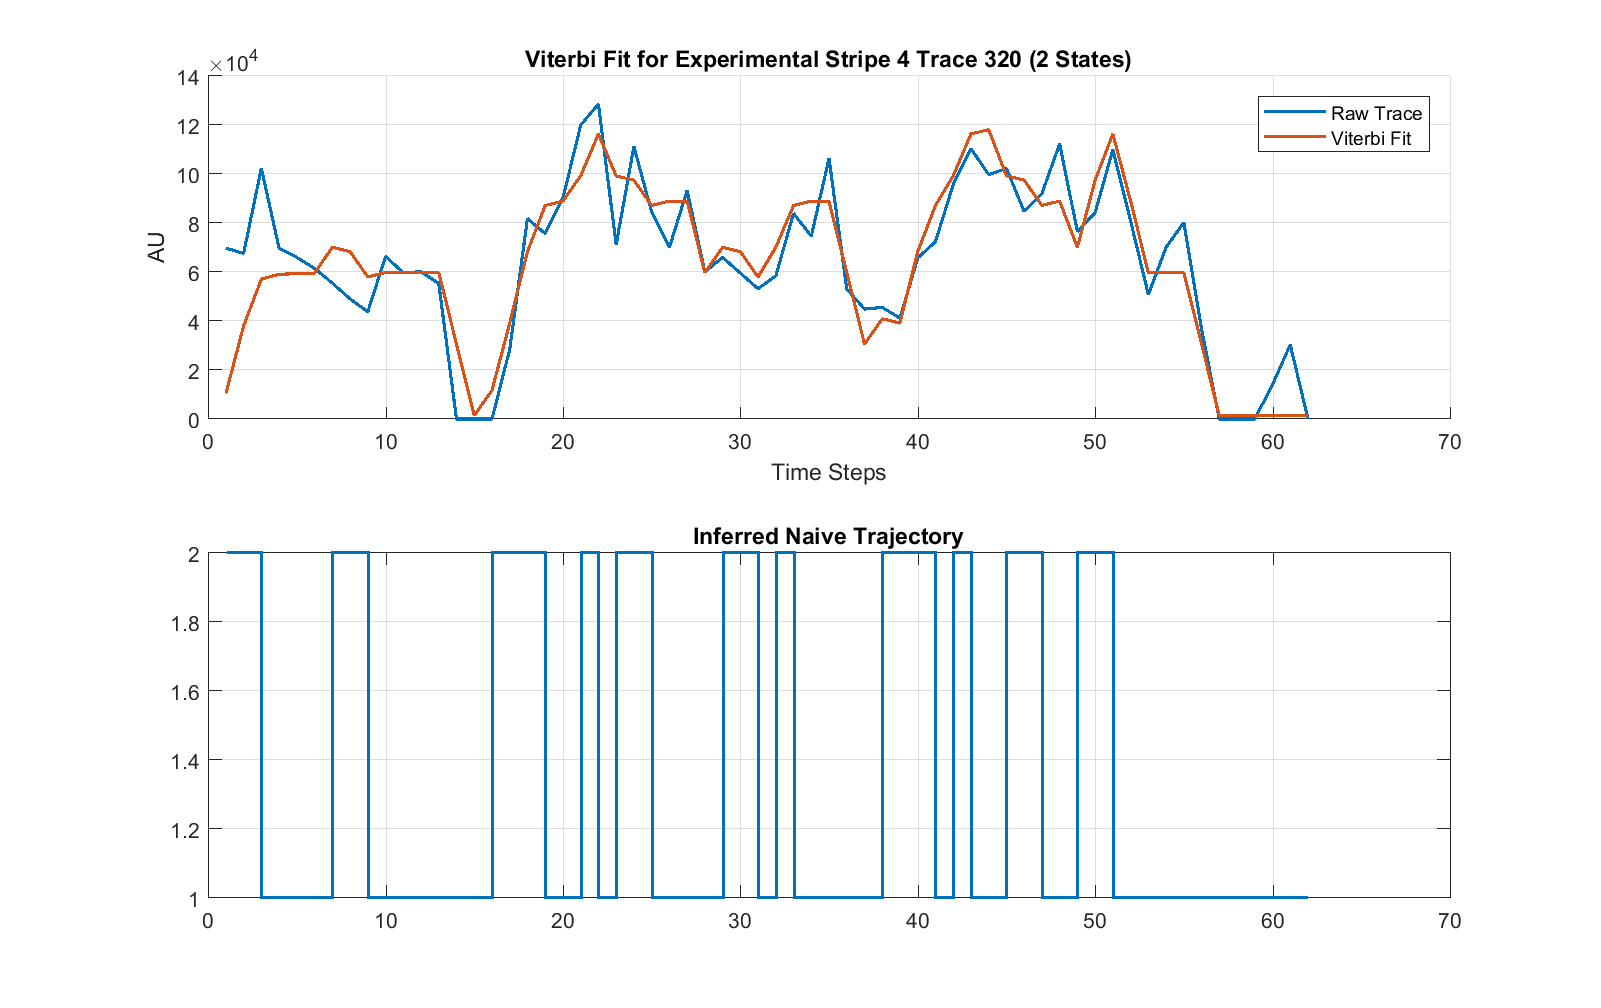 Viterbi Fit for Experimental Stripe 4 Trace 320 (2 States)
×10^4
14
12
10
8
6
4
2
0
AU
Raw Trace
Viterbi Fit
0 10 20 30 40 50 60 70
Time Steps
Inferred Naive Trajectory
2
1.8
1.6
1.4
1.2
1
0 10 20 30 40 50 60 70